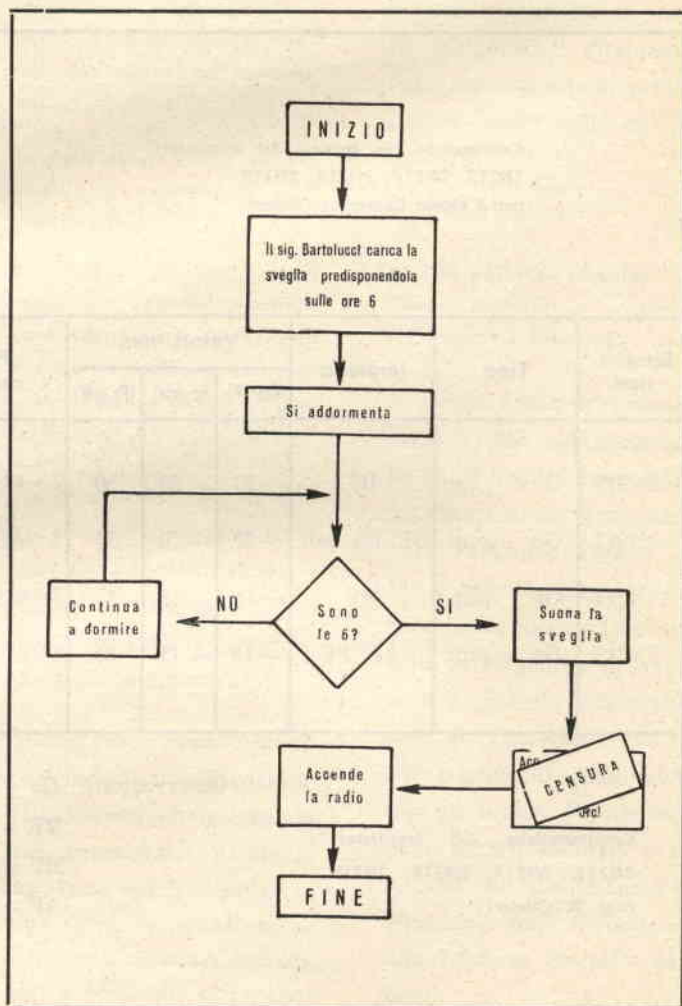 INIZIO
Il sig. Bartolucci carica la
sveglia predisponendola
sulle ore 6
Si addormenta
Continua
a dormire
NO
Sono
le 6?
SI
Suona la
sveglia
Acc
CENSURA
Accende
la radio
FINE